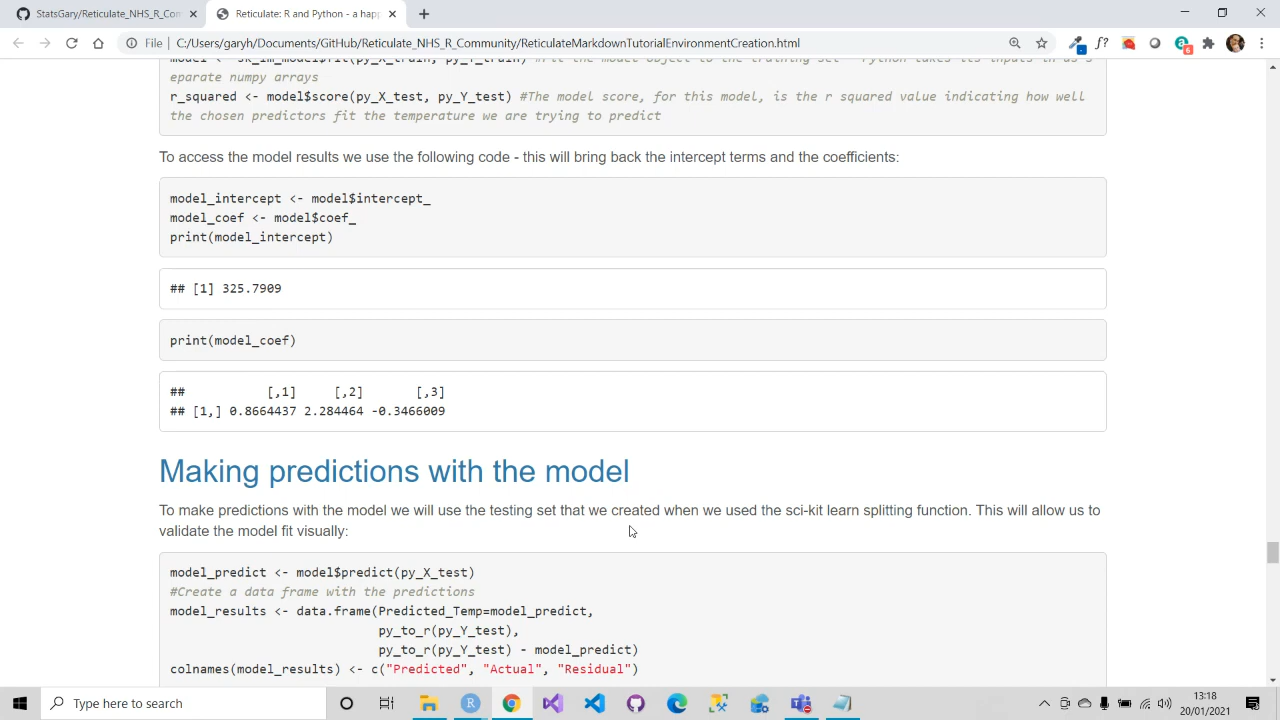 StatsGary/Reticulate_NHS_R_Com
Reticulate: R and Python - a hap
File
C:/Users/garyh/Documents/GitHub/Reticulate_NHS_R_Community/ReticulateMarkdownTutorialEnvironmentCreation.html
eparate numpy arrays
r_squared <- model$score(py_X_test, py_Y_test) #The model score, for this model, is the r squared value indicating how well
the chosen predictors fit the temperature we are trying to predict
To access the model results we use the following code - this will bring back the intercept terms and the coefficients:
model_intercept <- model$intercept_
model_coef <- model$coef_
print(model_intercept)
## [1] 325.7909
print(model_coef)
## [,1] [,2] [,3]
## [1,] 0.8664437 2.284464 -0.3466009
Making predictions with the model
To make predictions with the model we will use the testing set that we created when we used the sci-kit learn splitting function. This will allow us to
validate the model fit visually:
model_predict <- model$predict(py_X_test)
#Create a data frame with the predictions
model_results <- data.frame(Predicted_Temp=model_predict,
py_to_r(py_Y_test),
py_to_r(py_Y_test) - model_predict)
colnames(model_results) <- c("Predicted", "Actual", "Residual")
Type here to search
13:18
20/01/2021